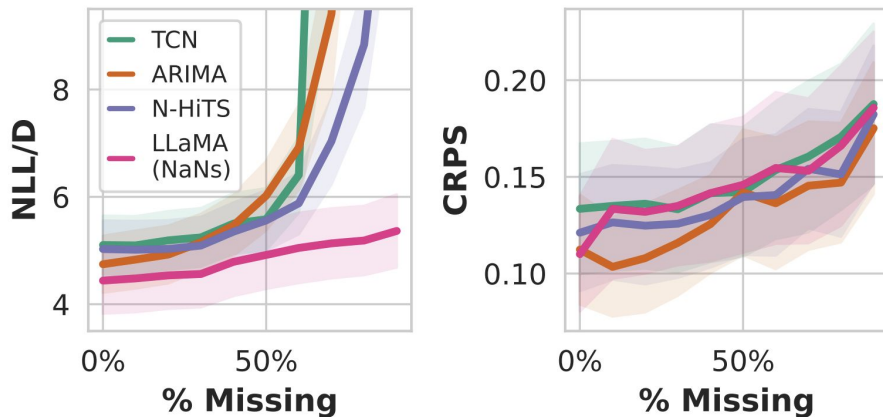 TCN
ARIMA
N-HiTS
LLaMA
(NaNs)
NLL/D
8
6
4
0%
50%
% Missing
CRPS
0.20
0.15
0.10
0%
50%
% Missing